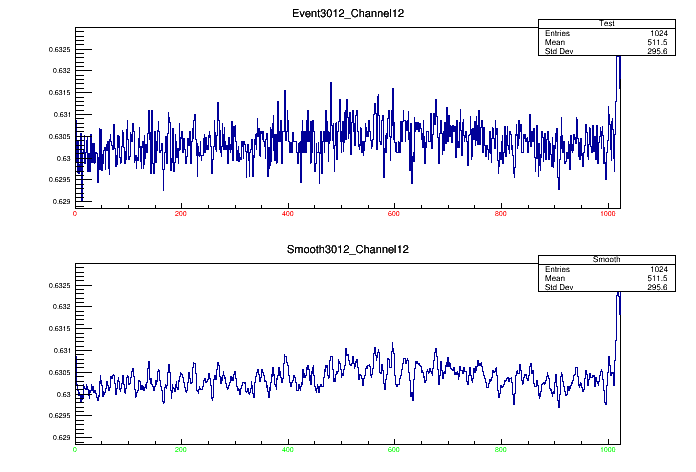 Event3012_Channel12
Test
Entries 1024
Mean 511.5
Std Dev 295.6
0.6325
0.632
0.6315
0.631
0.6305
0.63
0.6295
0.629
0 200 400 600 800 1000
Smooth3012_Channel12
Smooth
Entries 1024
Mean 511.5
Std Dev 295.6
0.6325
0.632
0.6315
0.631
0.6305
0.63
0.6295
0.629
0 200 400 600 800 1000